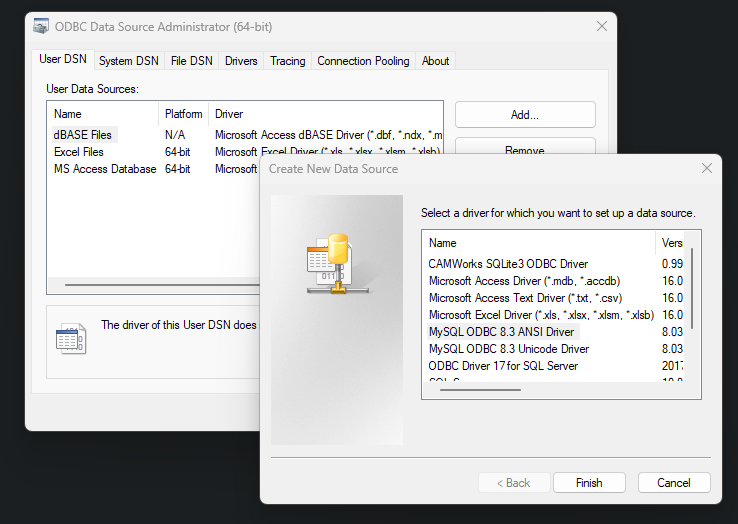 ODBC Data Source Administrator (64-bit)
User DSN System DSN File DSN Drivers Tracing Connection Pooling About
User Data Sources:
Name Platform Driver
dBASE Files N/A Microsoft Access dBASE Driver (*.dbf, *.ndx, *.m
Excel Files 64-bit Microsoft Excel Driver (*.xls, *.xlsx, *.xlsm, *.xlsb)
MS Access Database 64-bit Microsoft
Add...
Remove
The driver of this User DSN does
Create New Data Source
Select a driver for which you want to set up a data source.
Name Vers
CAMWorks SQLite3 ODBC Driver 0.99
Microsoft Access Driver (*.mdb, *.accdb) 16.0
Microsoft Access Text Driver (*.txt, *.csv) 16.0
Microsoft Excel Driver (*.xls, *.xlsx, *.xlsm, *.xlsb) 16.0
MySQL ODBC 8.3 ANSI Driver 8.03
MySQL ODBC 8.3 Unicode Driver 8.03
ODBC Driver 17 for SQL Server 2017
< Back Finish Cancel